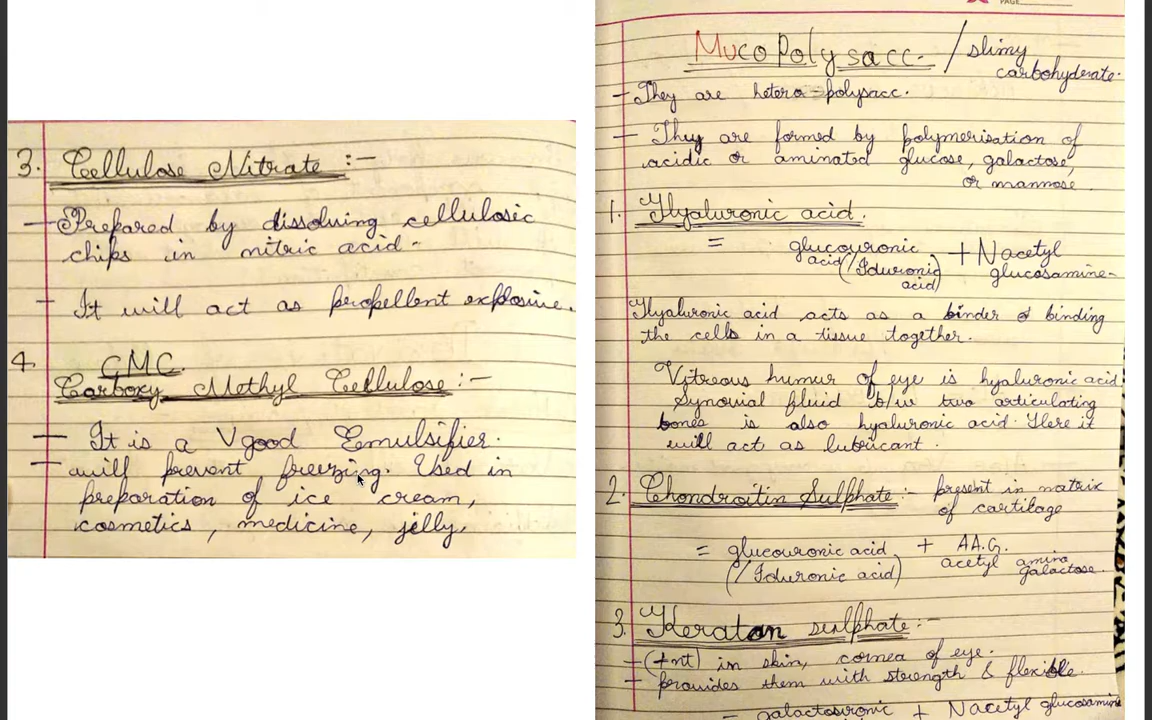 3. Cellulose Nitrate :-
- Prepared by dissolving cellulosic
chips in nitric acid -
- It will act as propellent explosive.
4. CMC
Carboxy Methyl Cellulose :-
- It is a V good Emulsifier.
- will prevent freezing. Used in
preparation of ice cream,
cosmetics, medicine, jelly,
PAGE
MucoPolysacc. / slimy
carbohyderate.
- They are hetero-polysacc.
- They are formed by polymerisation of
acidic or aminated glucose, galactose,
or mannose.
1. Hyaluronic acid.
= glucouronic + N acetyl
acid (/Iduronic glucosamine-
acid)
Hyaluronic acid acts as a binder & binding
the cells in a tissue together.
Vitreous humur of eye is hyaluronic acid
Synovial fluid b/w two articulating
bones is also hyaluronic acid. Here it
will act as lubricant.
2. Chondroitin Sulphate :- present in matrix
of cartilage
= glucouronic acid + AA.G.
(/Iduronic acid) acetyl amino
galactose.
3. Keratan sulphate :-
- (+nt) in skin, cornea of eye.
- provides them with strength & flexible.
= galactouronic + N acetyl glucosamine